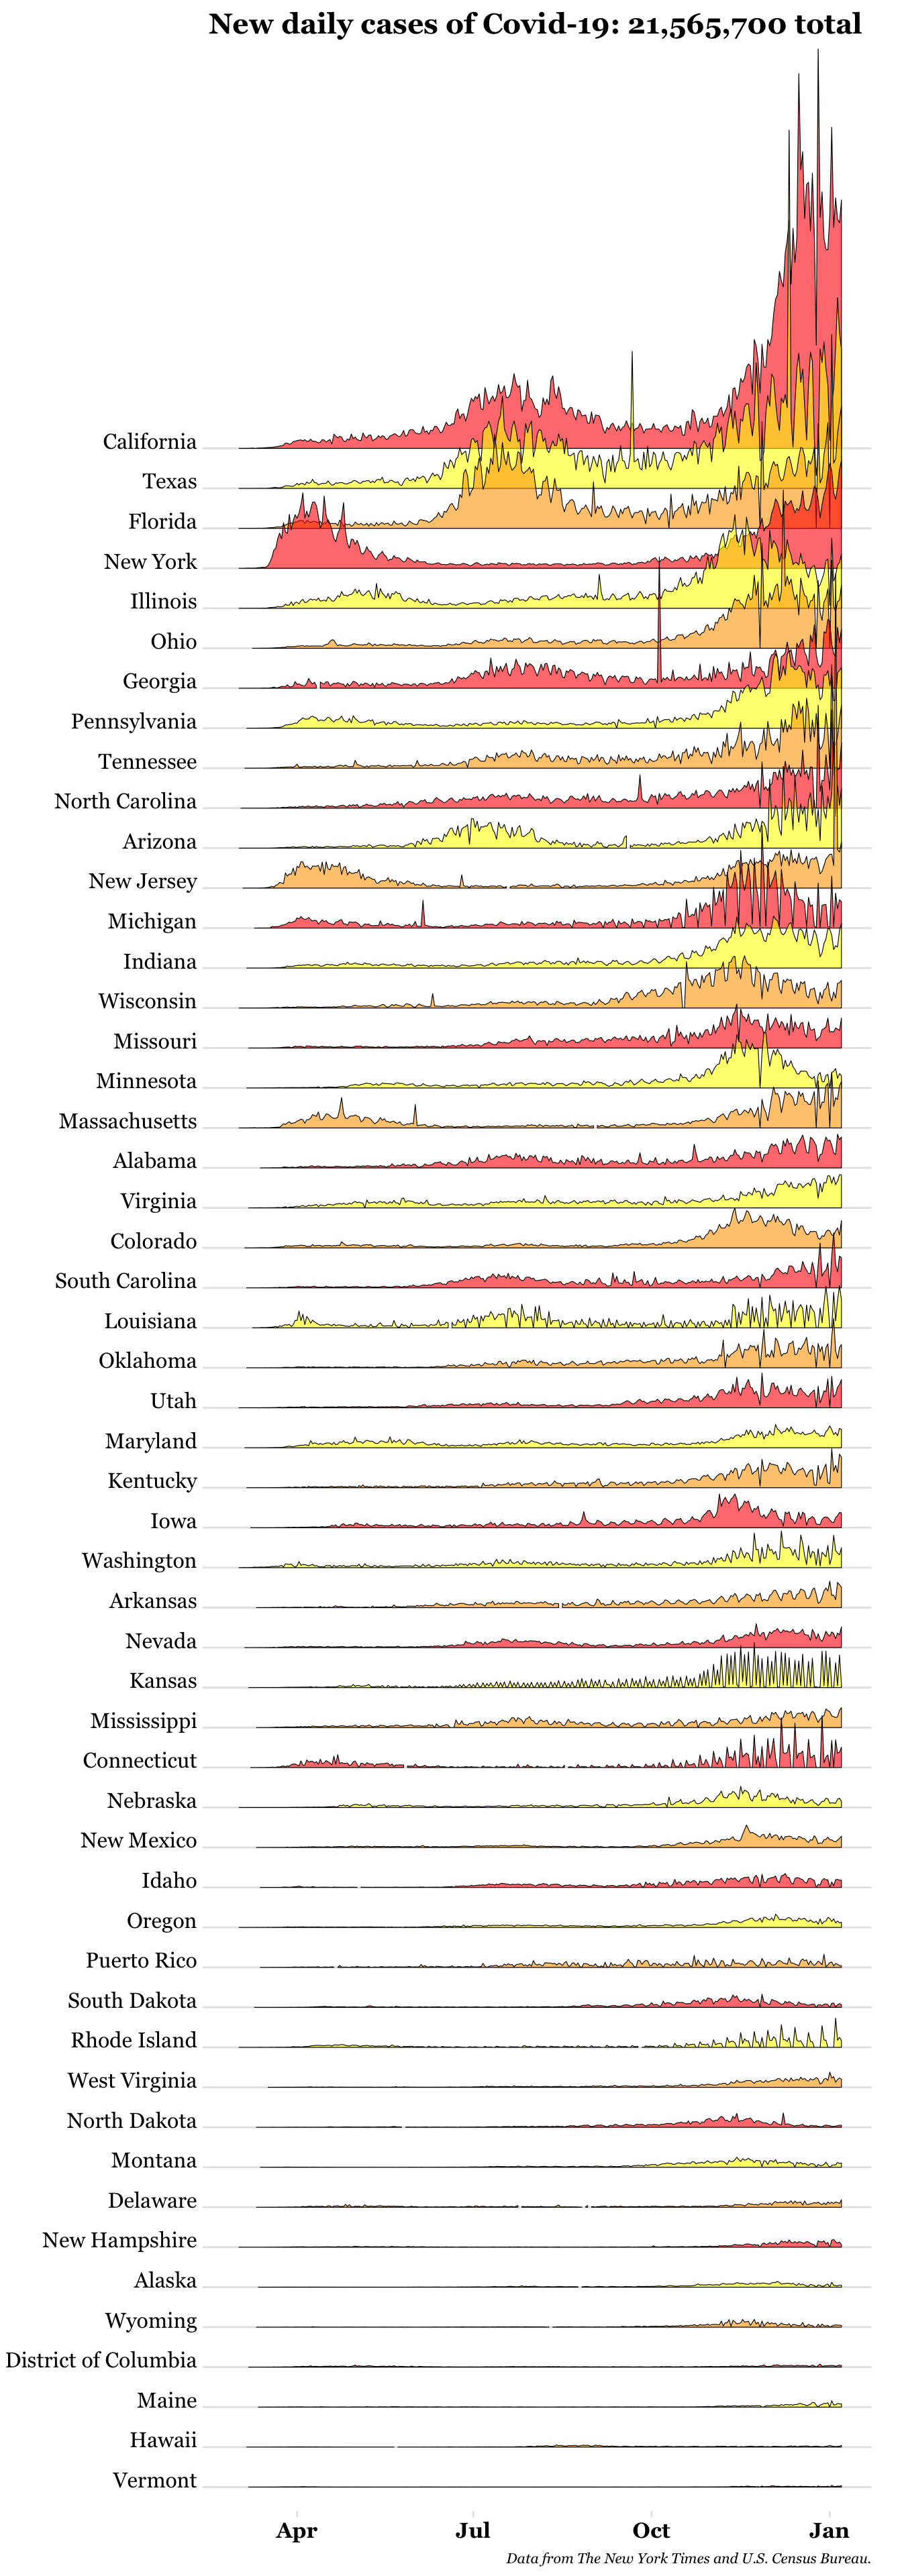 New daily cases of Covid-19: 21,565,700 total
California
Texas
Florida
New York
Illinois
Ohio
Georgia
Pennsylvania
Tennessee
North Carolina
Arizona
New Jersey
Michigan
Indiana
Wisconsin
Missouri
Minnesota
Massachusetts
Alabama
Virginia
Colorado
South Carolina
Louisiana
Oklahoma
Utah
Maryland
Kentucky
Iowa
Washington
Arkansas
Nevada
Kansas
Mississippi
Connecticut
Nebraska
New Mexico
Idaho
Oregon
Puerto Rico
South Dakota
Rhode Island
West Virginia
North Dakota
Montana
Delaware
New Hampshire
Alaska
Wyoming
District of Columbia
Maine
Hawaii
Vermont
Apr Jul Oct Jan
Data from The New York Times and U.S. Census Bureau.